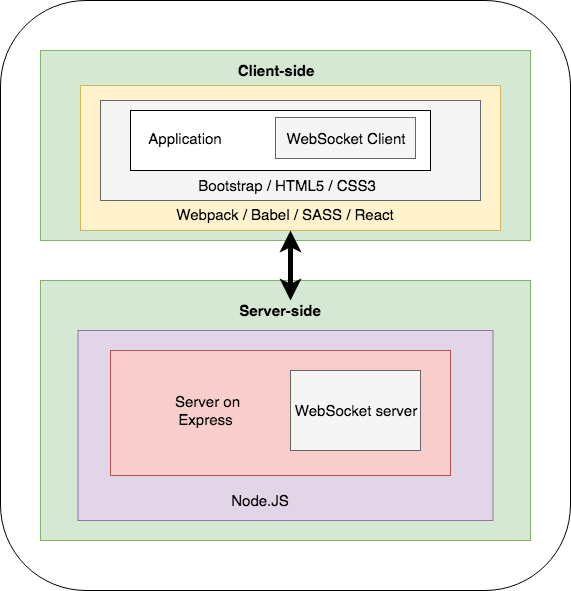 Client-side
Application
WebSocket Client
Bootstrap / HTML5 / CSS3
Webpack / Babel / SASS / React
Server-side
Server on
Express
WebSocket server
Node.JS